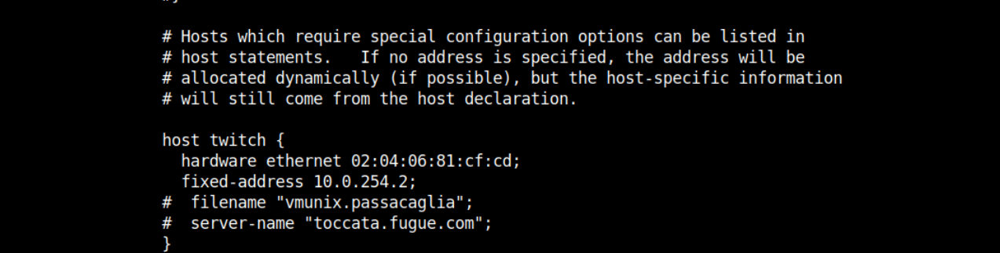 # Hosts which require special configuration options can be listed in
# host statements.   If no address is specified, the address will be
# allocated dynamically (if possible), but the host-specific information
# will still come from the host declaration.

host twitch {
  hardware ethernet 02:04:06:81:cf:cd;
  fixed-address 10.0.254.2;
#  filename "vmunix.passacaglia";
#  server-name "toccata.fugue.com";
}